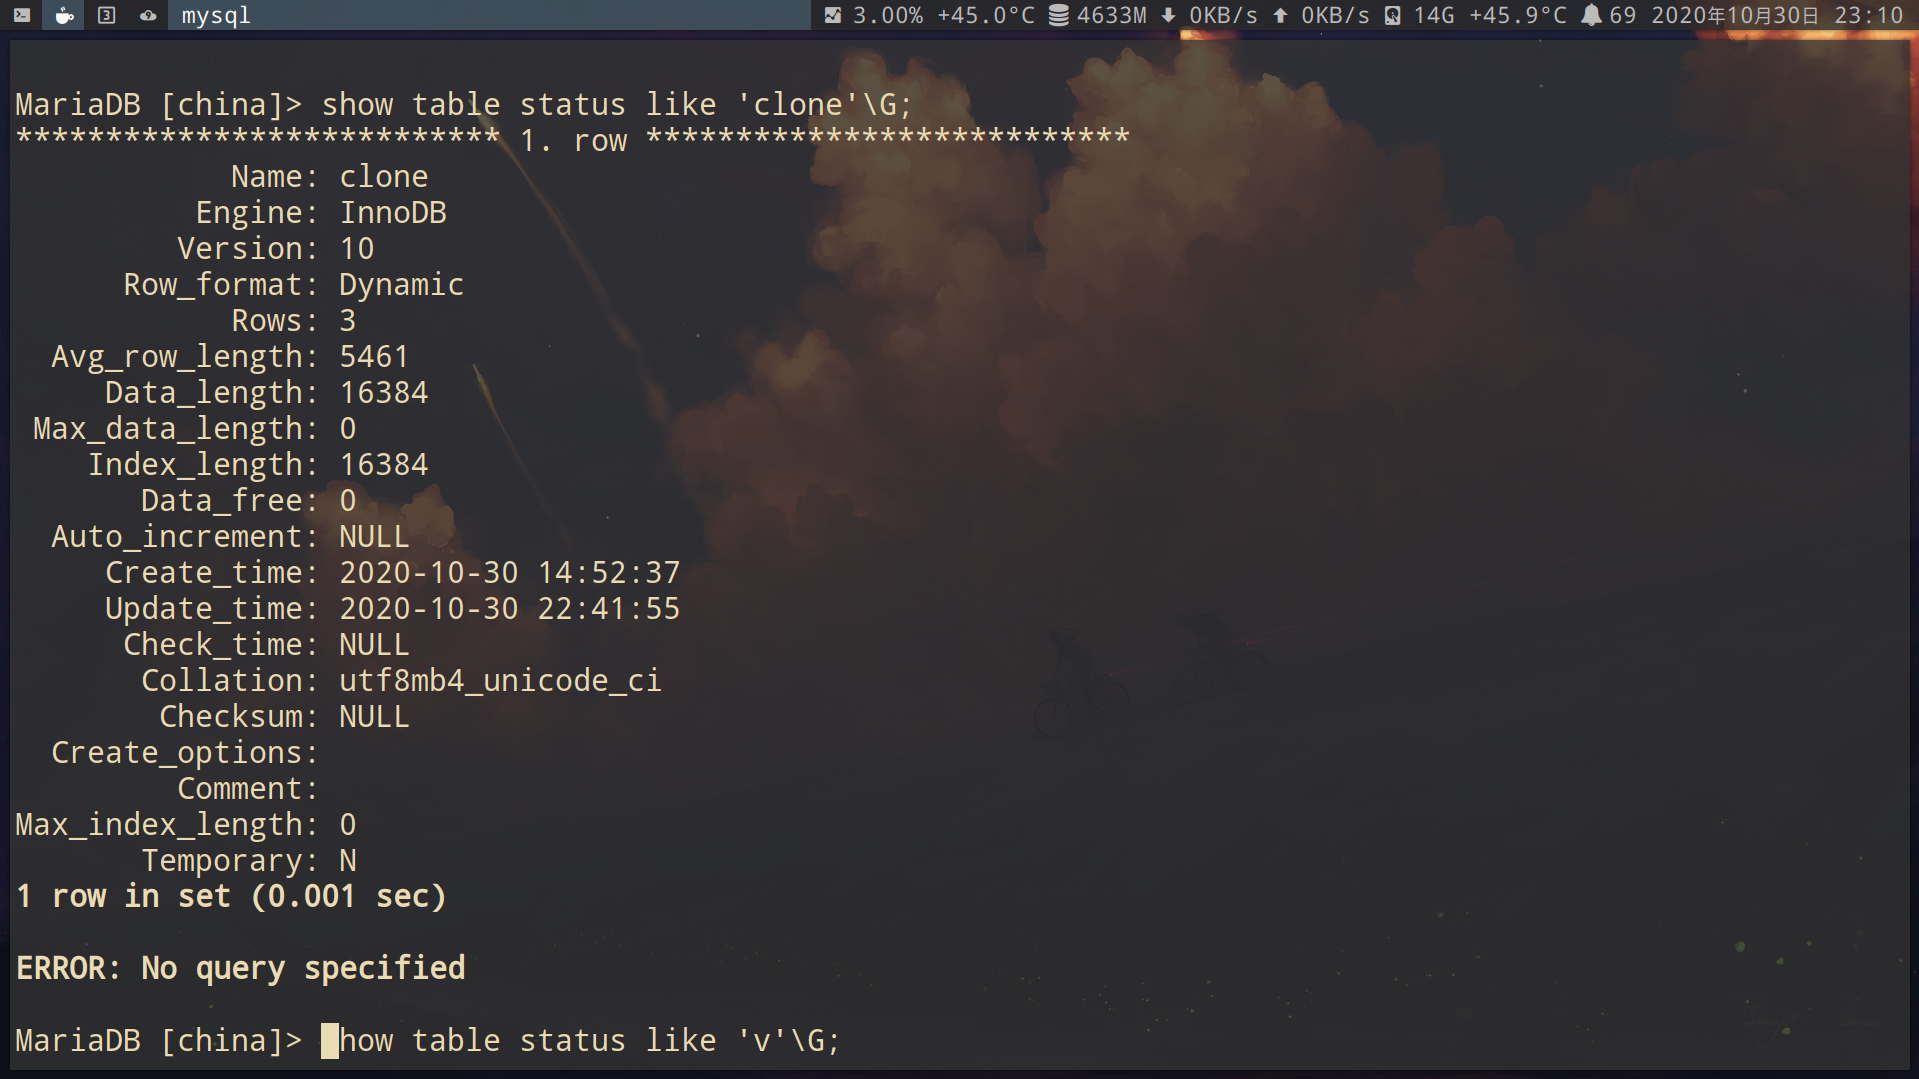 mysql 3.00% +45.0°C 4633M 0KB/s 0KB/s 14G +45.9°C 69 2020年10月30日 23:10
MariaDB [china]> show table status like 'clone'\G;
*************************** 1. row ***************************
Name: clone
Engine: InnoDB
Version: 10
Row_format: Dynamic
Rows: 3
Avg_row_length: 5461
Data_length: 16384
Max_data_length: 0
Index_length: 16384
Data_free: 0
Auto_increment: NULL
Create_time: 2020-10-30 14:52:37
Update_time: 2020-10-30 22:41:55
Check_time: NULL
Collation: utf8mb4_unicode_ci
Checksum: NULL
Create_options:
Comment:
Max_index_length: 0
Temporary: N
1 row in set (0.001 sec)
ERROR: No query specified
MariaDB [china]> how table status like 'v'\G;